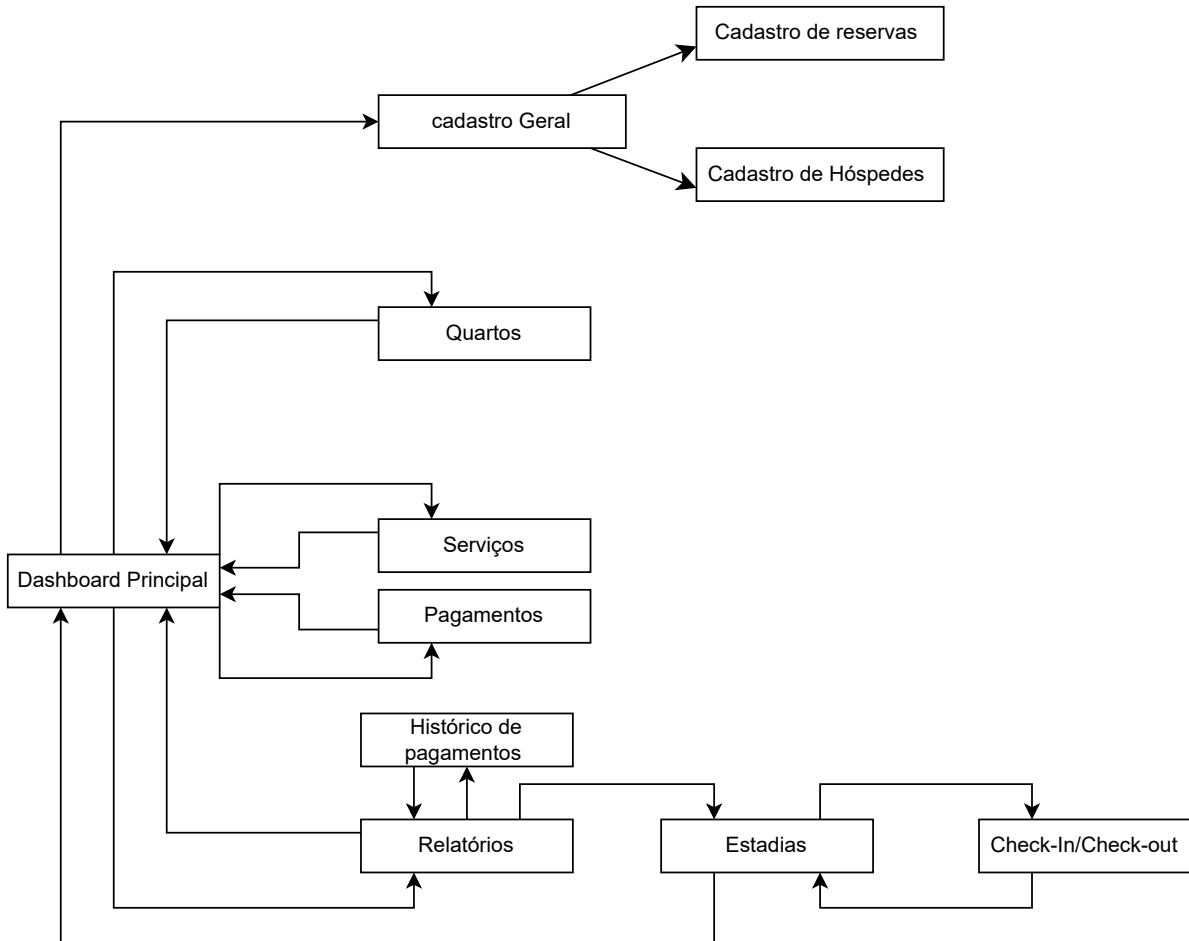 Cadastro de reservas
cadastro Geral
Cadastro de Hóspedes
Quartos
Serviços
Dashboard Principal
Pagamentos
Histórico de
pagamentos
Relatórios
Estadias
Check-In/Check-out